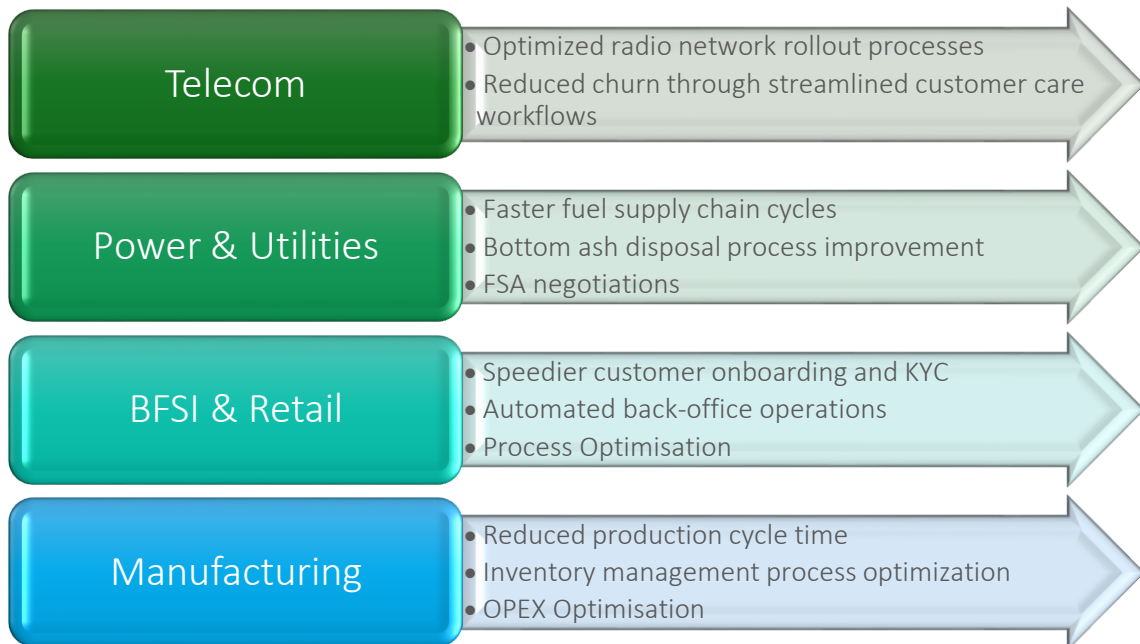 Telecom
• Optimized radio network rollout processes
• Reduced churn through streamlined customer care
workflows
Power & Utilities
• Faster fuel supply chain cycles
• Bottom ash disposal process improvement
• FSA negotiations
BFSI & Retail
• Speedier customer onboarding and KYC
• Automated back-office operations
• Process Optimisation
Manufacturing
• Reduced production cycle time
• Inventory management process optimization
• OPEX Optimisation